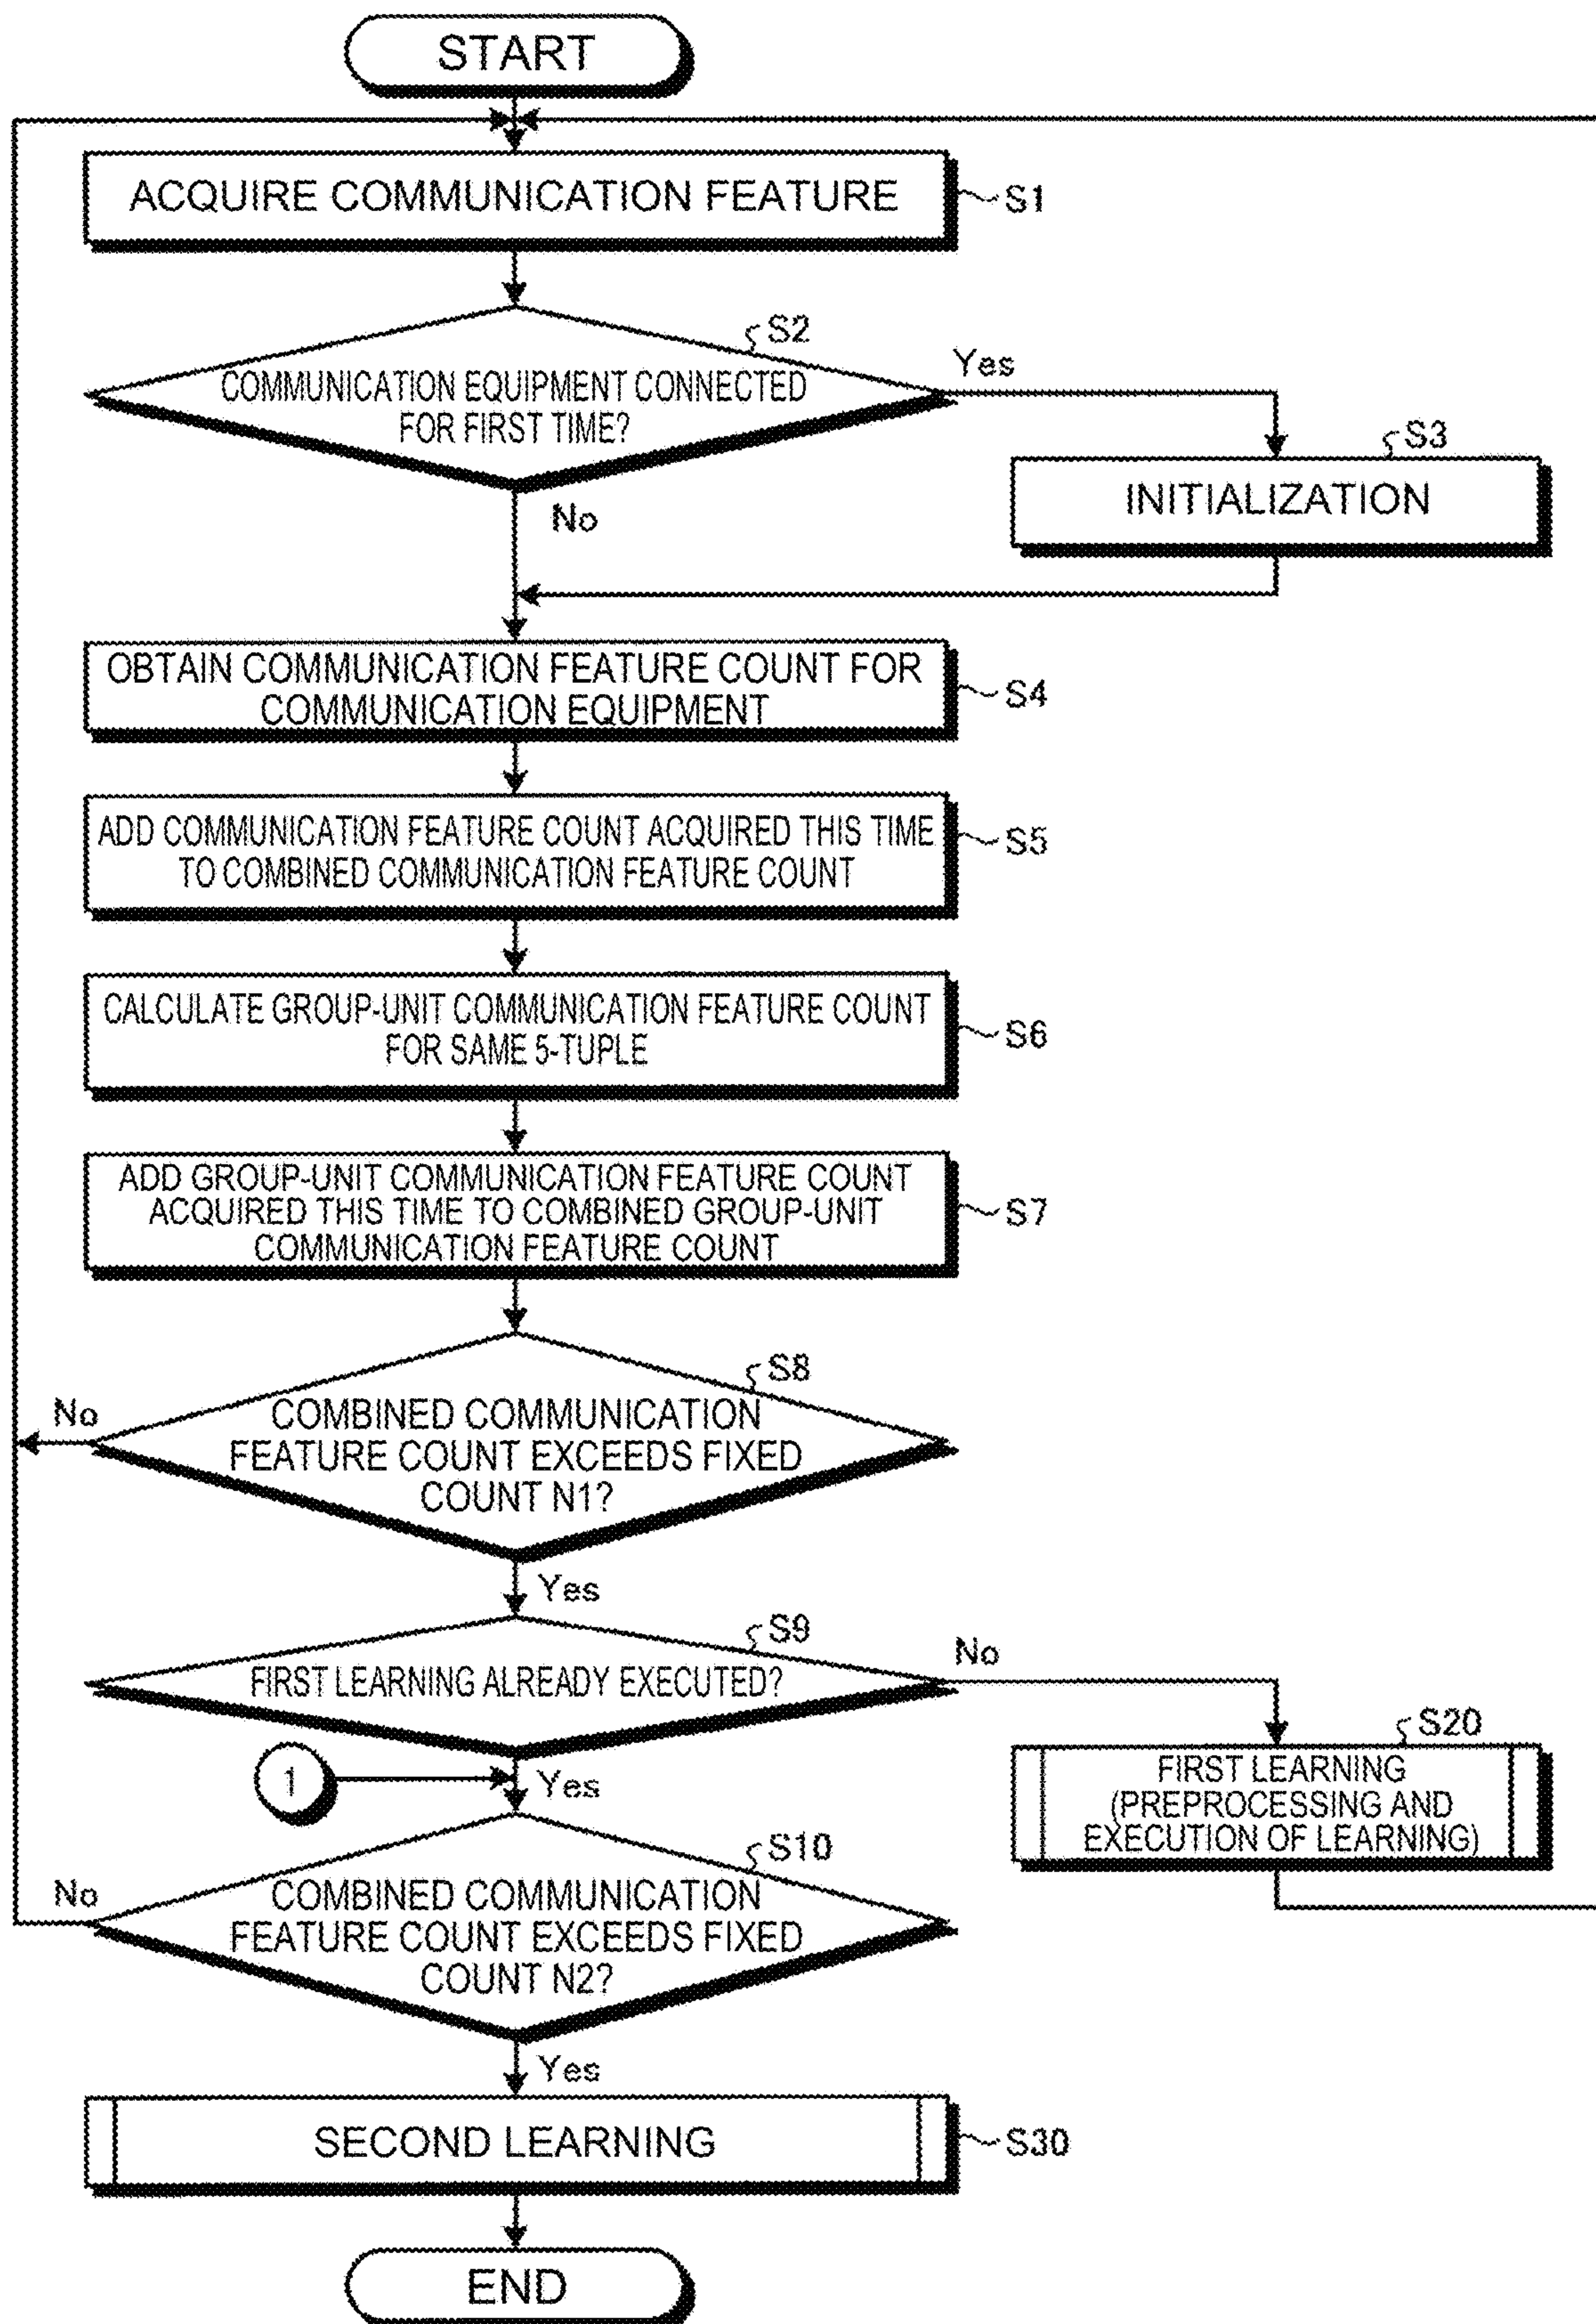 START
ACQUIRE COMMUNICATION FEATURE
S1
S2
COMMUNICATION EQUIPMENT CONNECTED
FOR FIRST TIME?
Yes
No
S3
INITIALIZATION
OBTAIN COMMUNICATION FEATURE COUNT FOR
COMMUNICATION EQUIPMENT
S4
ADD COMMUNICATION FEATURE COUNT ACQUIRED THIS TIME
TO COMBINED COMMUNICATION FEATURE COUNT
S5
CALCULATE GROUP-UNIT COMMUNICATION FEATURE COUNT
FOR SAME 5-TUPLE
S6
ADD GROUP-UNIT COMMUNICATION FEATURE COUNT
ACQUIRED THIS TIME TO COMBINED GROUP-UNIT
COMMUNICATION FEATURE COUNT
S7
S8
No
COMBINED COMMUNICATION
FEATURE COUNT EXCEEDS FIXED
COUNT N1?
Yes
S9
FIRST LEARNING ALREADY EXECUTED?
No
S20
FIRST LEARNING
(PREPROCESSING AND
EXECUTION OF LEARNING)
1
Yes
S10
No
COMBINED COMMUNICATION
FEATURE COUNT EXCEEDS FIXED
COUNT N2?
Yes
SECOND LEARNING
S30
END